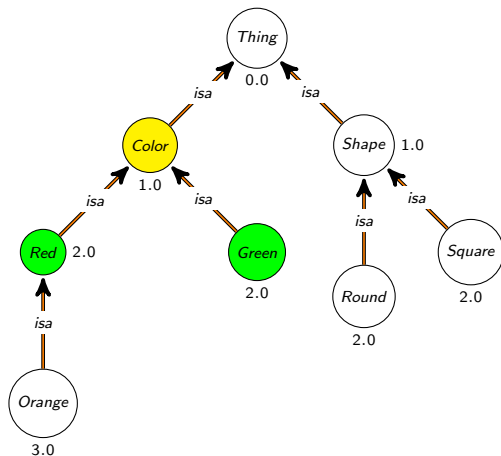 Thing
0.0
isa
isa
Color
1.0
Shape
1.0
isa
isa
isa
isa
Red
2.0
Green
2.0
Square
2.0
Round
2.0
isa
Orange
3.0